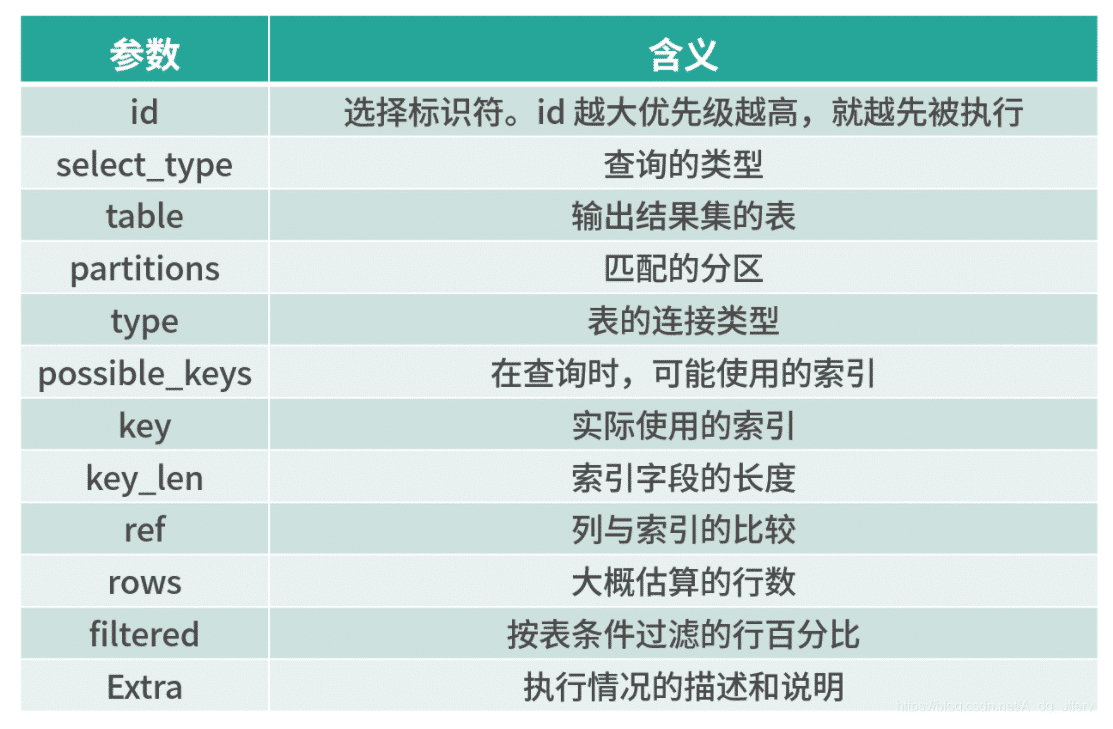 参数 含义
id 选择标识符。id 越大优先级越高，就越先被执行
select_type 查询的类型
table 输出结果集的表
partitions 匹配的分区
type 表的连接类型
possible_keys 在查询时，可能使用的索引
key 实际使用的索引
key_len 索引字段的长度
ref 列与索引的比较
rows 大概估算的行数
filtered 按表条件过滤的行百分比
Extra 执行情况的描述和说明